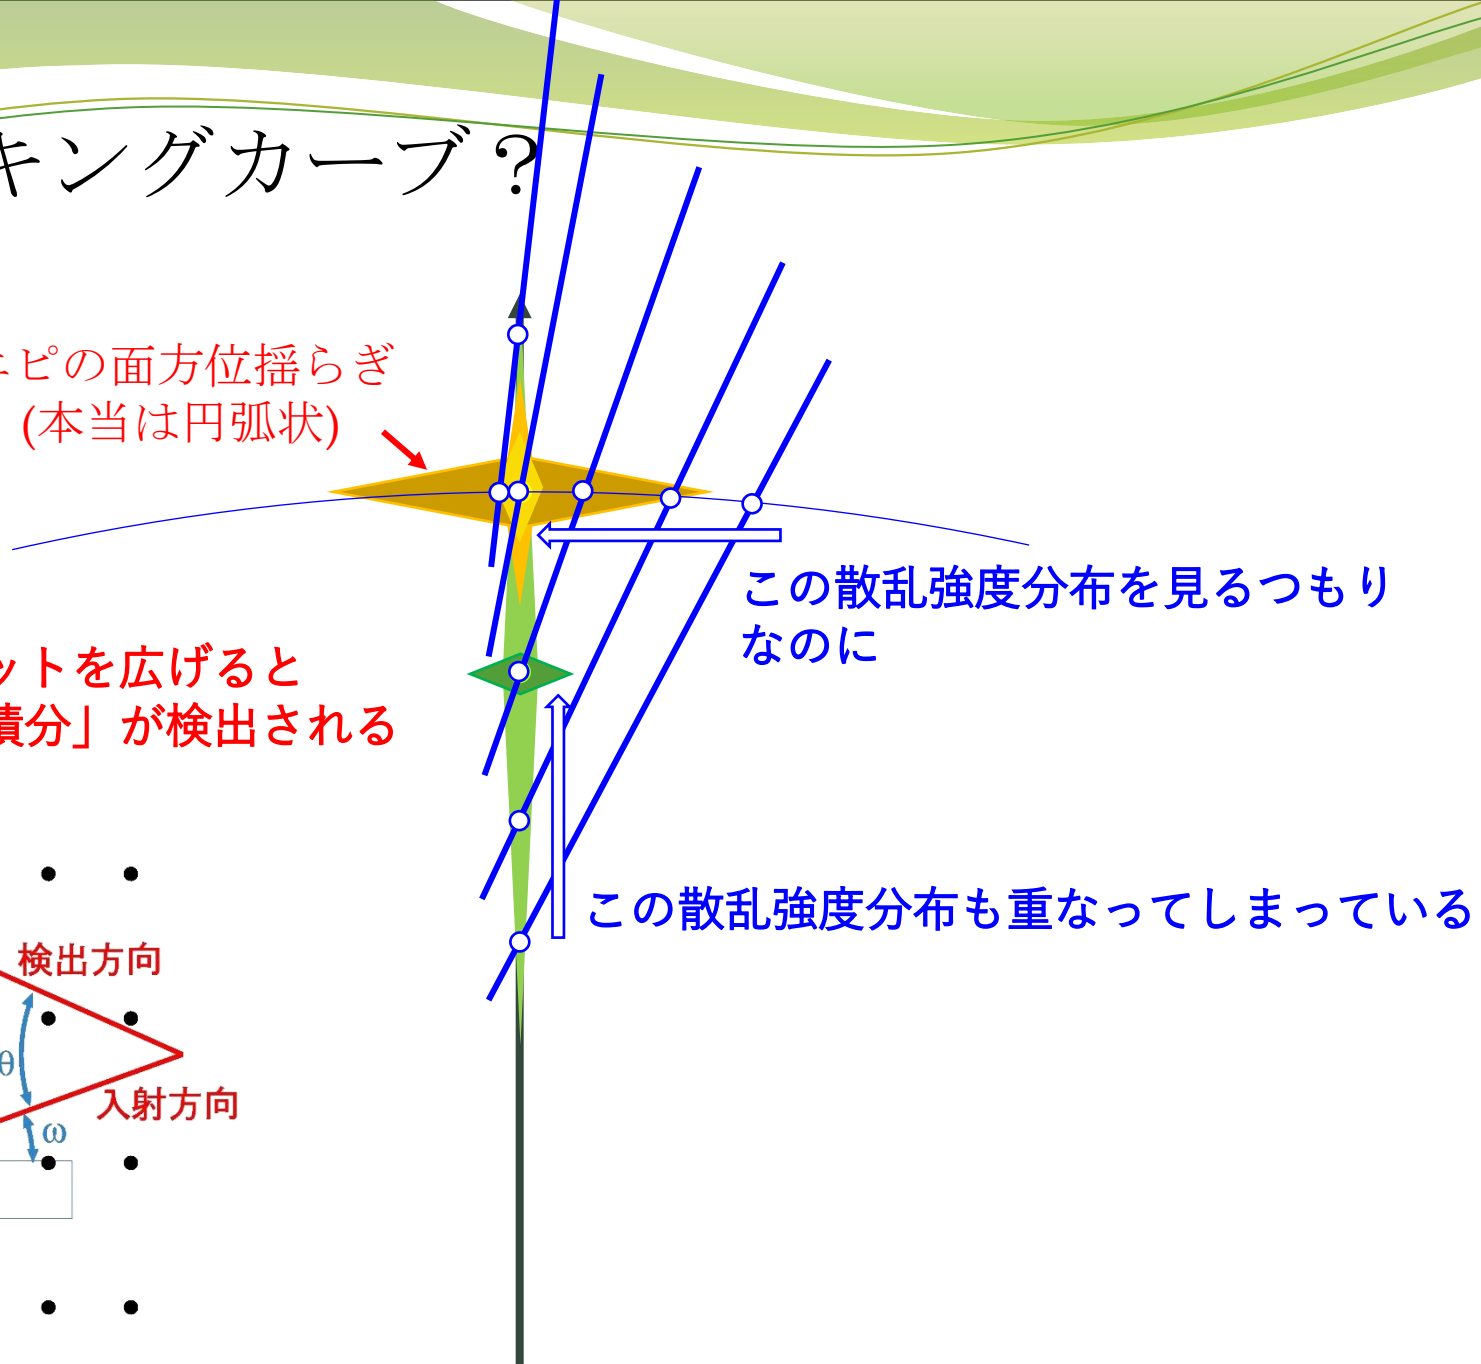 キングカーブ？
エピの面方位揺らぎ
(本当は円弧状)
この散乱強度分布を見るつもり
なのに
ットを広げると
積分」が検出される
この散乱強度分布も重なってしまっている
検出方向
θ
入射方向
ω